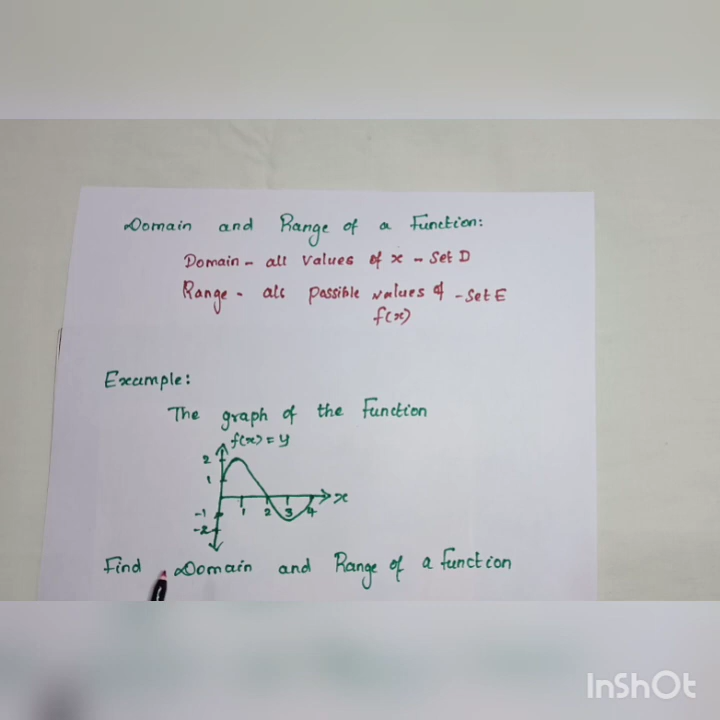 Domain and Range of a Function:
Domain - all values of x - Set D
Range - all possible values of - Set E
f(x)
Example:
The graph of the Function
f(x) = y
2
1
-1
-2
1 2 3 4
x
Find Domain and Range of a function
InShOt